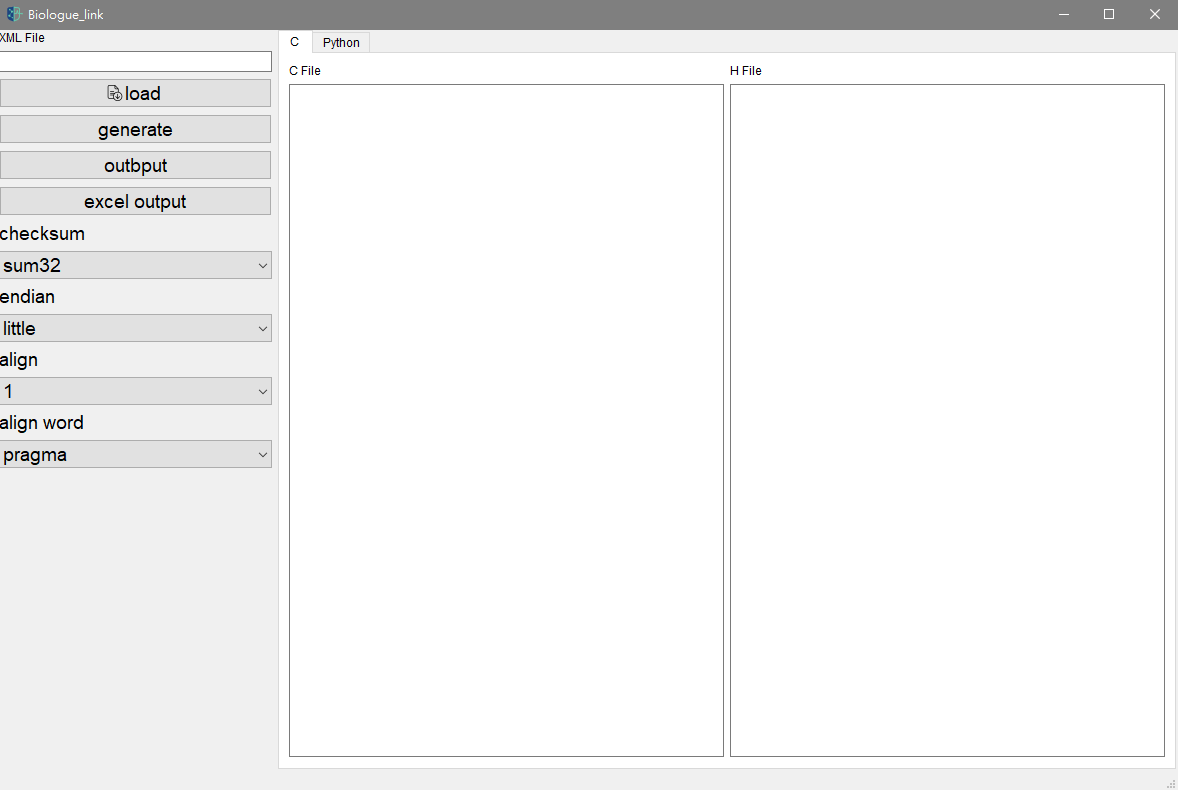 Biologue_link
XML File
load
generate
outbput
excel output
checksum
sum32
endian
little
align
1
align word
pragma
C
Python
C File
H File